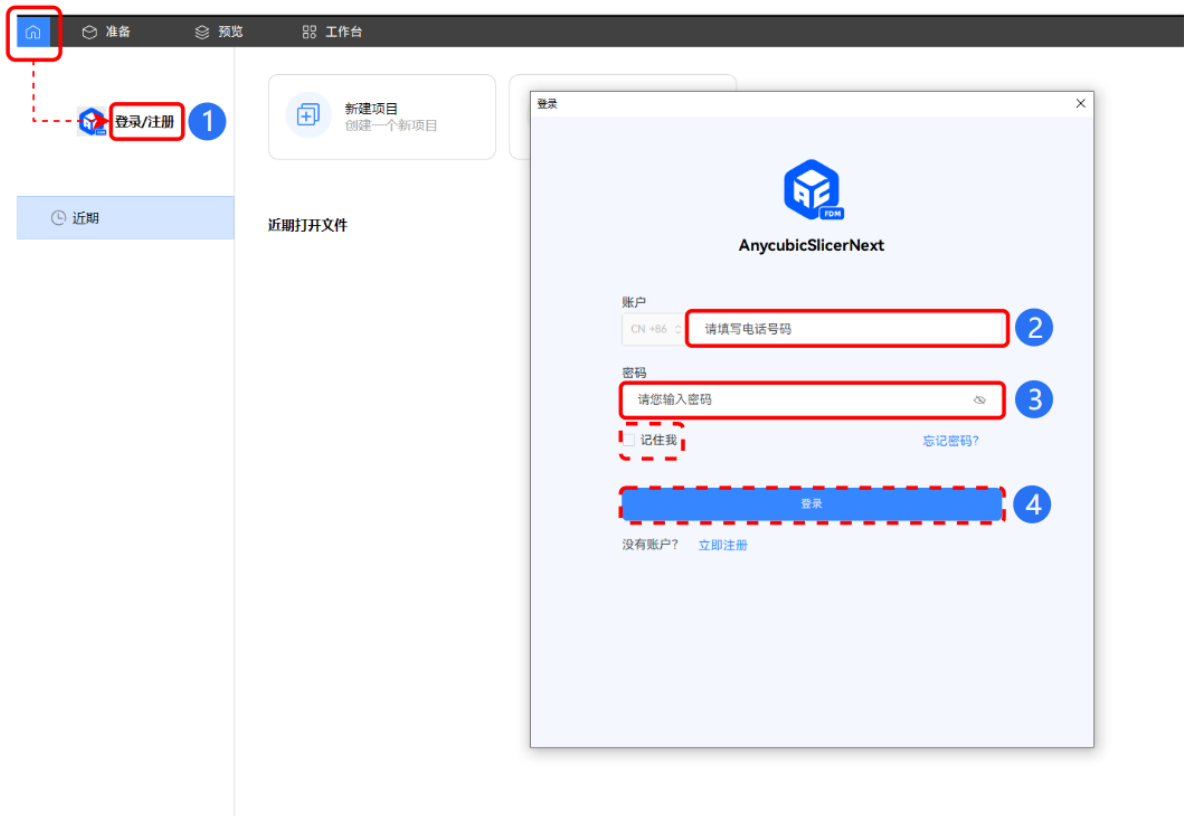 准备 预览 工作台
登录/注册 1
近期
新建项目
创建一个新项目
近期打开文件
登录
FDM
AnycubicSlicerNext
账户
CN +86 请填写电话号码 2
密码
请您输入密码 3
记住我 忘记密码?
登录 4
没有账户? 立即注册